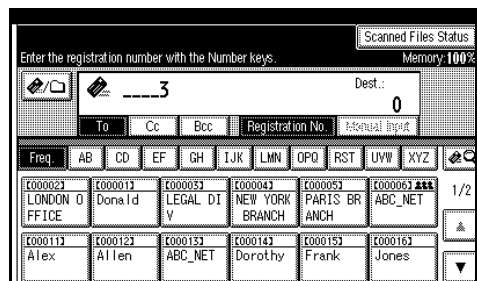 Scanned Files Status
Enter the registration number with the Number keys.
Memory:100%
____3
Dest.:
0
To Cc Bcc Registration No. Manual Input
Freq. AB CD EF GH IJK LMN OPQ RST UVW XYZ
[00002] [00001] [00003] [00004] [00005] [00006]
LONDON O Donald LEGAL DI NEW YORK PARIS BR ABC_NET
FFICE V BRANCH ANCH
1/2
[00011] [00012] [00013] [00014] [00015] [00016]
Alex Allen ABC_NET Dorothy Frank Jones